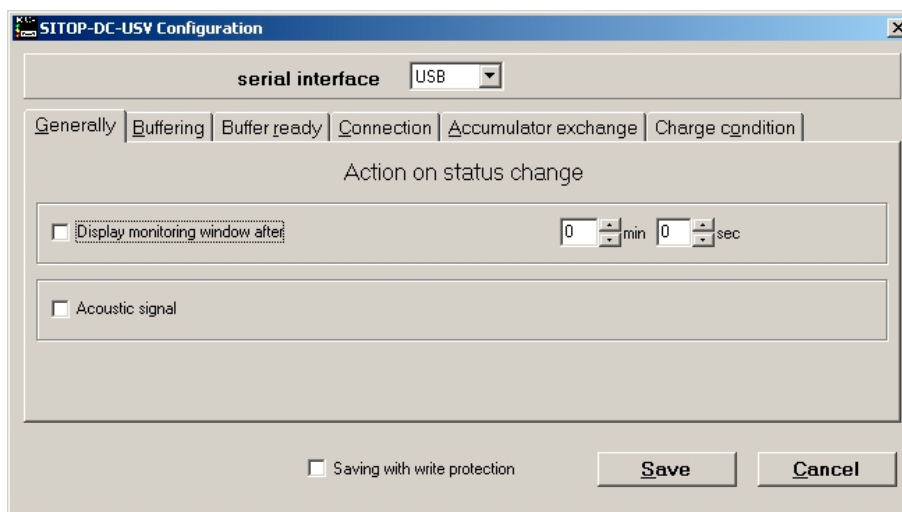 SITOP-DC-USV Configuration
serial interface USB
Generally Buffering Buffer ready Connection Accumulator exchange Charge condition
Action on status change
Display monitoring window after 0 min 0 sec
Acoustic signal
Saving with write protection Save Cancel